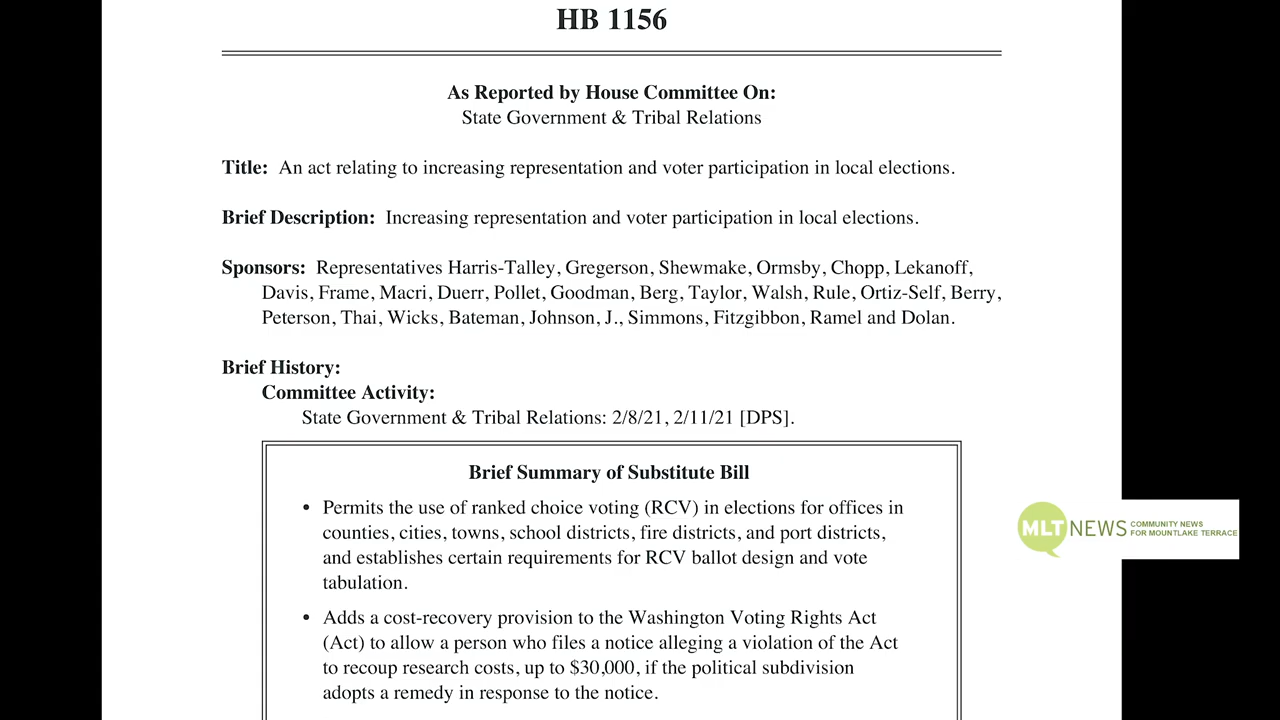 HB 1156
As Reported by House Committee On:
State Government & Tribal Relations
Title: An act relating to increasing representation and voter participation in local elections.
Brief Description: Increasing representation and voter participation in local elections.
Sponsors: Representatives Harris-Talley, Gregerson, Shewmake, Ormsby, Chopp, Lekanoff,
Davis, Frame, Macri, Duerr, Pollet, Goodman, Berg, Taylor, Walsh, Rule, Ortiz-Self, Berry,
Peterson, Thai, Wicks, Bateman, Johnson, J., Simmons, Fitzgibbon, Ramel and Dolan.
Brief History:
Committee Activity:
State Government & Tribal Relations: 2/8/21, 2/11/21 [DPS].
Brief Summary of Substitute Bill
• Permits the use of ranked choice voting (RCV) in elections for offices in
counties, cities, towns, school districts, fire districts, and port districts,
and establishes certain requirements for RCV ballot design and vote
tabulation.
• Adds a cost-recovery provision to the Washington Voting Rights Act
(Act) to allow a person who files a notice alleging a violation of the Act
to recoup research costs, up to $30,000, if the political subdivision
adopts a remedy in response to the notice.
MLT NEWS COMMUNITY NEWS
FOR MOUNTLAKE TERRACE